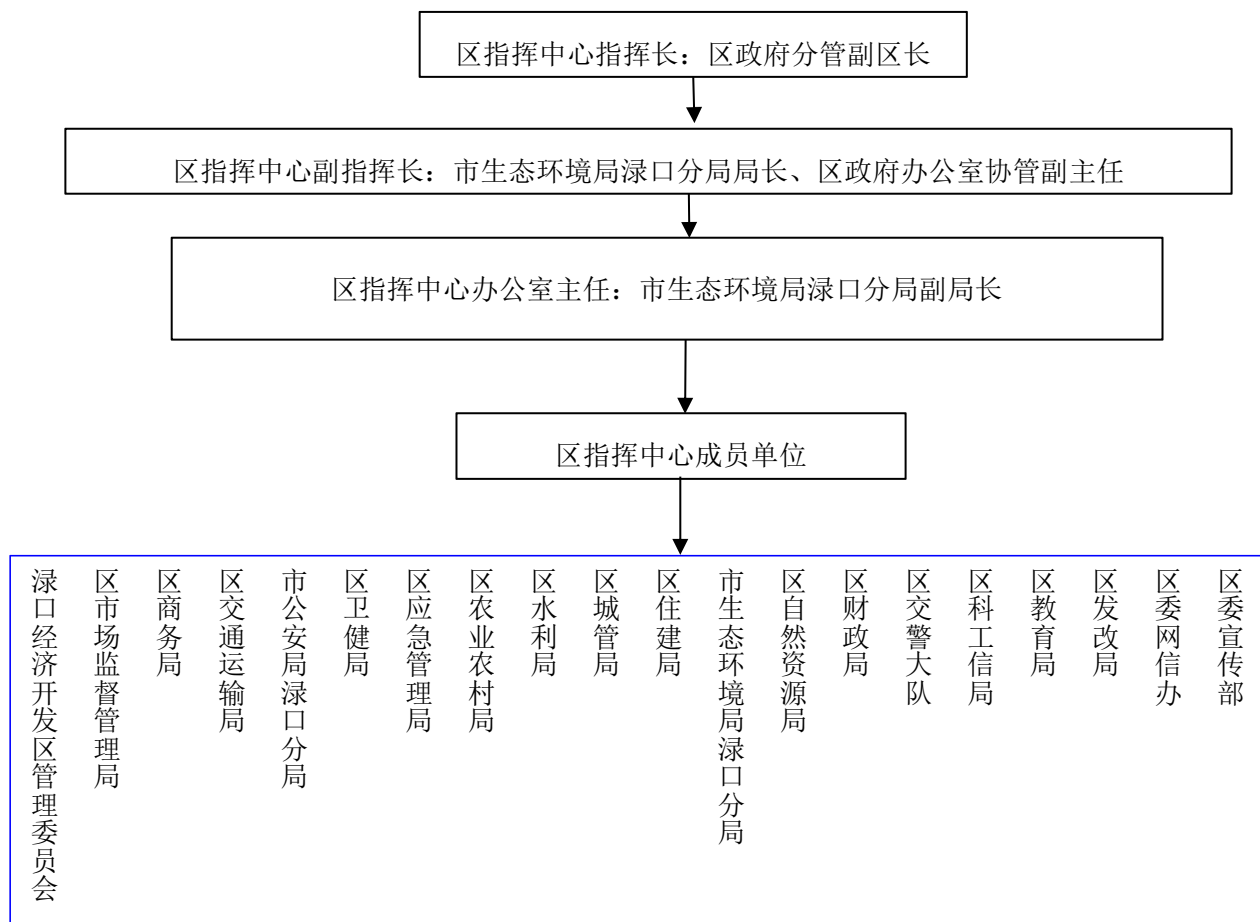 区指挥中心指挥长：区政府分管副区长
区指挥中心副指挥长：市生态环境局渌口分局局长、区政府办公室协管副主任
区指挥中心办公室主任：市生态环境局渌口分局副局长
区指挥中心成员单位
渌口经济开发区管理委员会
区市场监督管理局
区商务局
区交通运输局
市公安局渌口分局
区卫健局
区应急管理局
区农业农村局
区水利局
区城管局
区住建局
市生态环境局渌口分局
区自然资源局
区财政局
区交警大队
区科工信局
区教育局
区发改局
区委网信办
区委宣传部